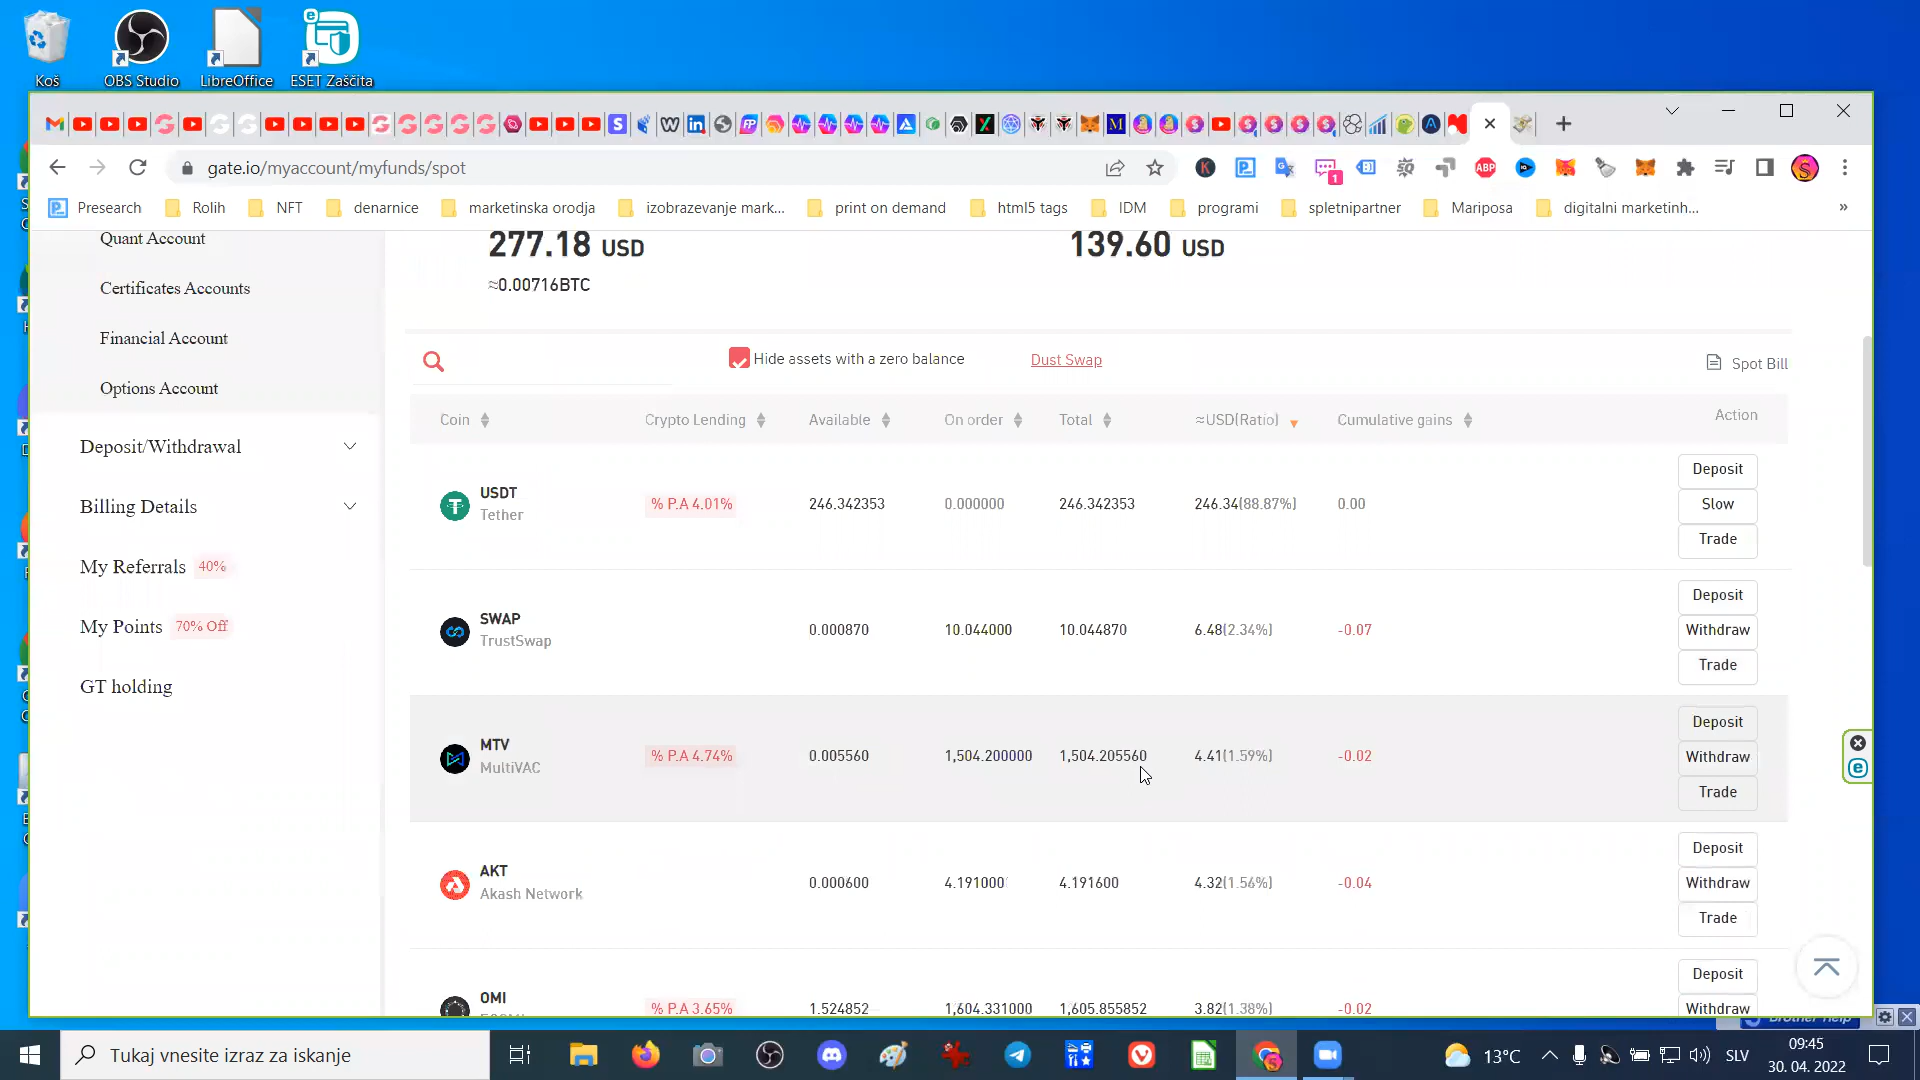 Koš
OBS Studio
LibreOffice
ESET Zaščita
gate.io/myaccount/myfunds/spot
Presearch
Rolih
NFT
denarnice
marketinska orodja
izobrazevanje mark...
print on demand
html5 tags
IDM
programi
spletnipartner
Mariposa
digitalni marketinh...
»
Quant Account
Certificates Accounts
Financial Account
Options Account
Deposit/Withdrawal
Billing Details
My Referrals 40%
My Points 70% Off
GT holding
277.18 USD
≈0.00716BTC
139.60 USD
Hide assets with a zero balance
Dust Swap
Spot Bill
Coin Crypto Lending Available On order Total ≈USD(Ratio) Cumulative gains Action
USDT
Tether
% P.A 4.01% 246.342353 0.000000 246.342353 246.34(88.87%) 0.00
Deposit
Slow
Trade
SWAP
TrustSwap
0.000870 10.044000 10.044870 6.48(2.34%) -0.07
Deposit
Withdraw
Trade
MTV
MultiVAC
% P.A 4.74% 0.005560 1,504.200000 1,504.205560 4.41(1.59%) -0.02
Deposit
Withdraw
Trade
AKT
Akash Network
0.000600 4.191000 4.191600 4.32(1.56%) -0.04
Deposit
Withdraw
Trade
OMI
% P.A 3.65% 1.524852 1,604.331000 1,605.855852 3.82(1.38%) -0.02
Deposit
Withdraw
Tukaj vnesite izraz za iskanje
13°C
SLV
09:45
30. 04. 2022